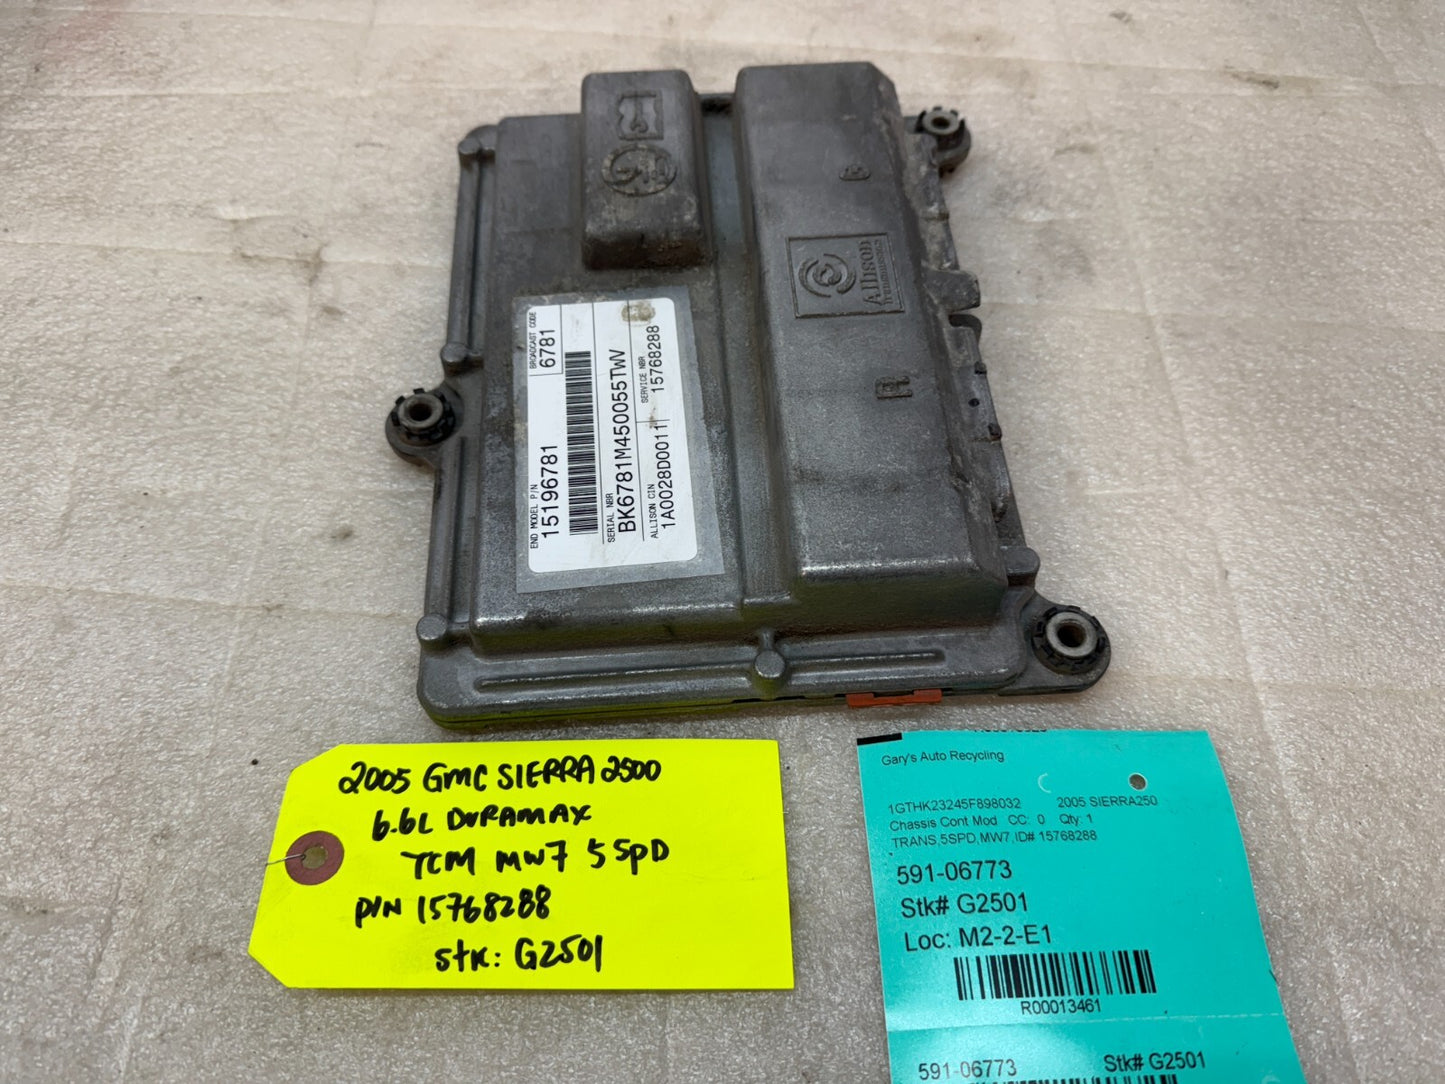 Allison
Transmission
G
R
END MODEL P/N
BROADCAST CODE
15196781
6781
SERIAL NBR
BK6781M450055TWV
ALLISON CIN
SERVICE NBR
1A0028D0011
15768288
2005 GMC SIERRA 2500
6.6L DURAMAX
TCM MW7 5 SPD
P/N 15768288
Stk: G2501
Gary's Auto Recycling
1GTHK23245F898032 2005 SIERRA250
Chassis Cont Mod CC: 0 Qty: 1
TRANS,5SPD,MW7,ID# 15768288
591-06773
Stk# G2501
Loc: M2-2-E1
R00013461
591-06773 Stk# G2501